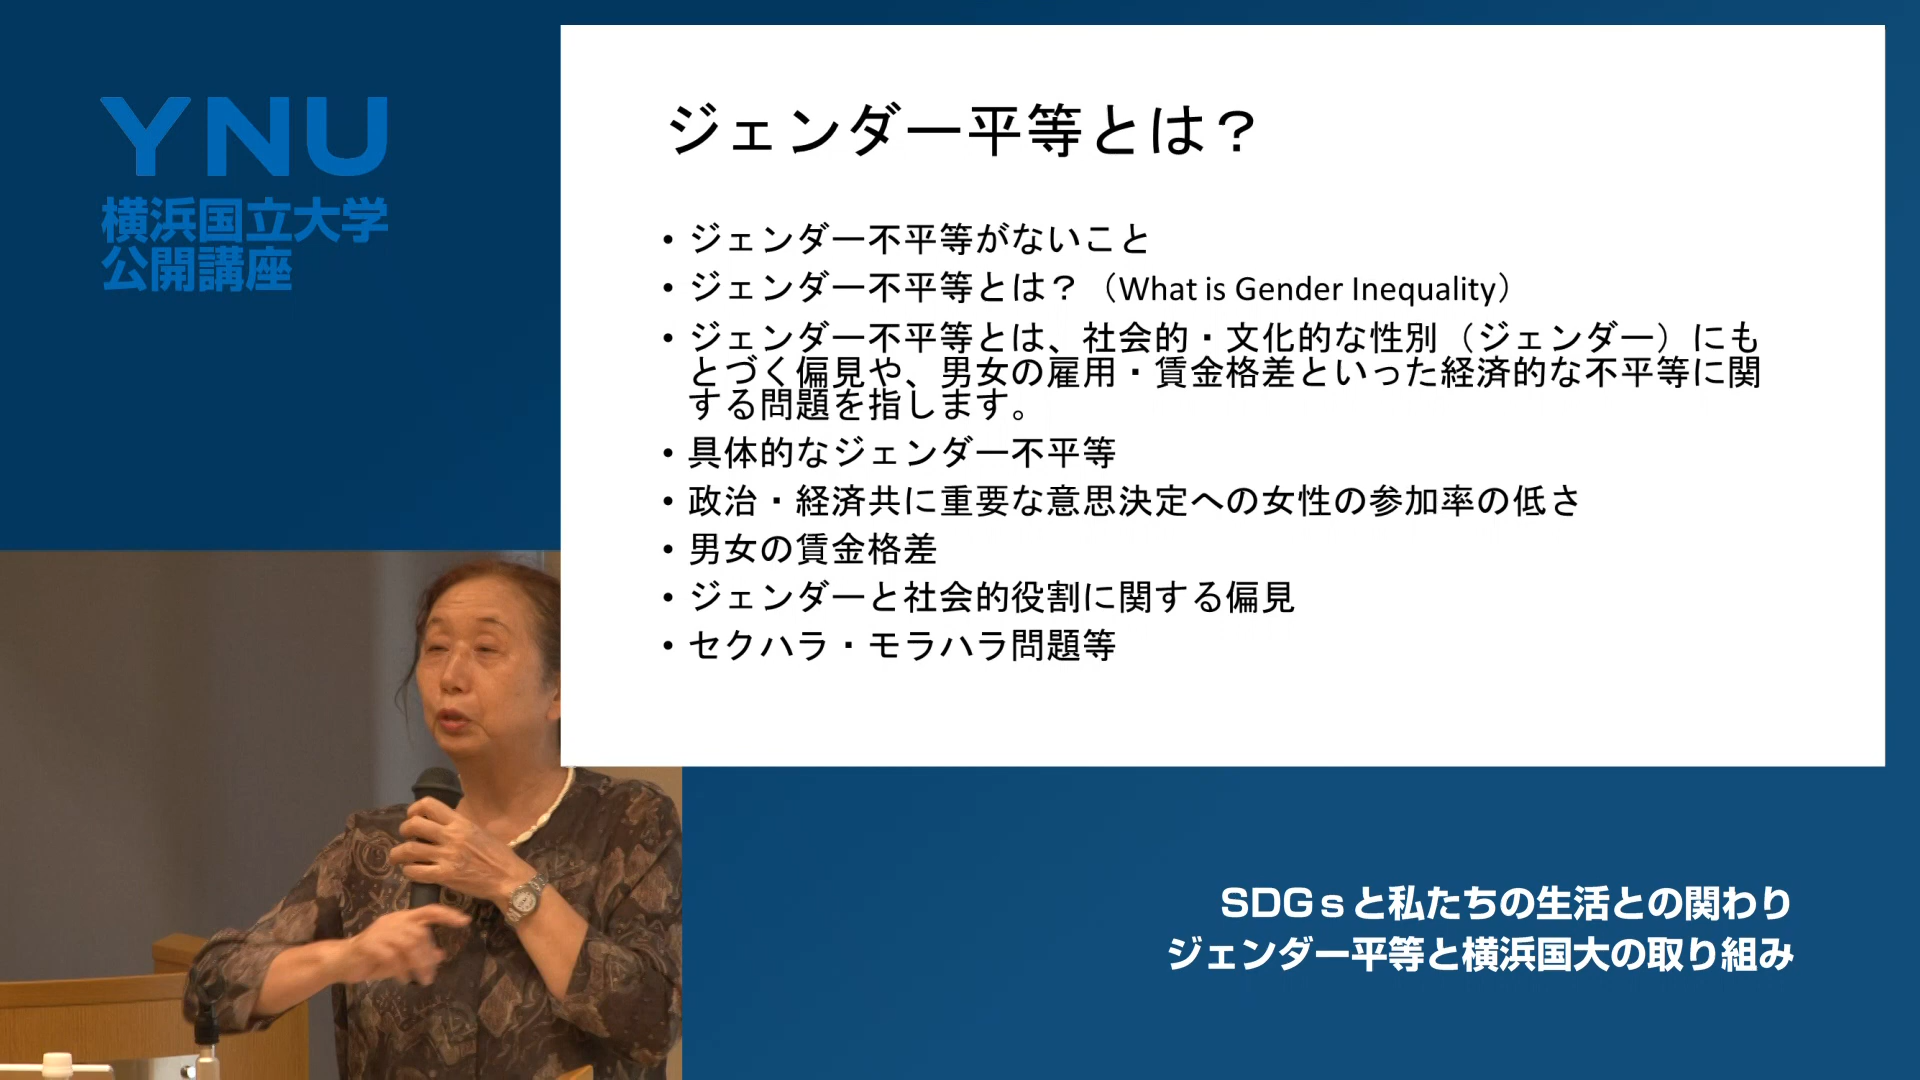 YNU
横浜国立大学
公開講座
ジェンダー平等とは？
• ジェンダー不平等がないこと
• ジェンダー不平等とは？（What is Gender Inequality）
• ジェンダー不平等とは、社会的・文化的な性別（ジェンダー）にも
とづく偏見や、男女の雇用・賃金格差といった経済的な不平等に関
する問題を指します。
• 具体的なジェンダー不平等
• 政治・経済共に重要な意思決定への女性の参加率の低さ
• 男女の賃金格差
• ジェンダーと社会的役割に関する偏見
• セクハラ・モラハラ問題等
SDGｓと私たちの生活との関わり
ジェンダー平等と横浜国大の取り組み